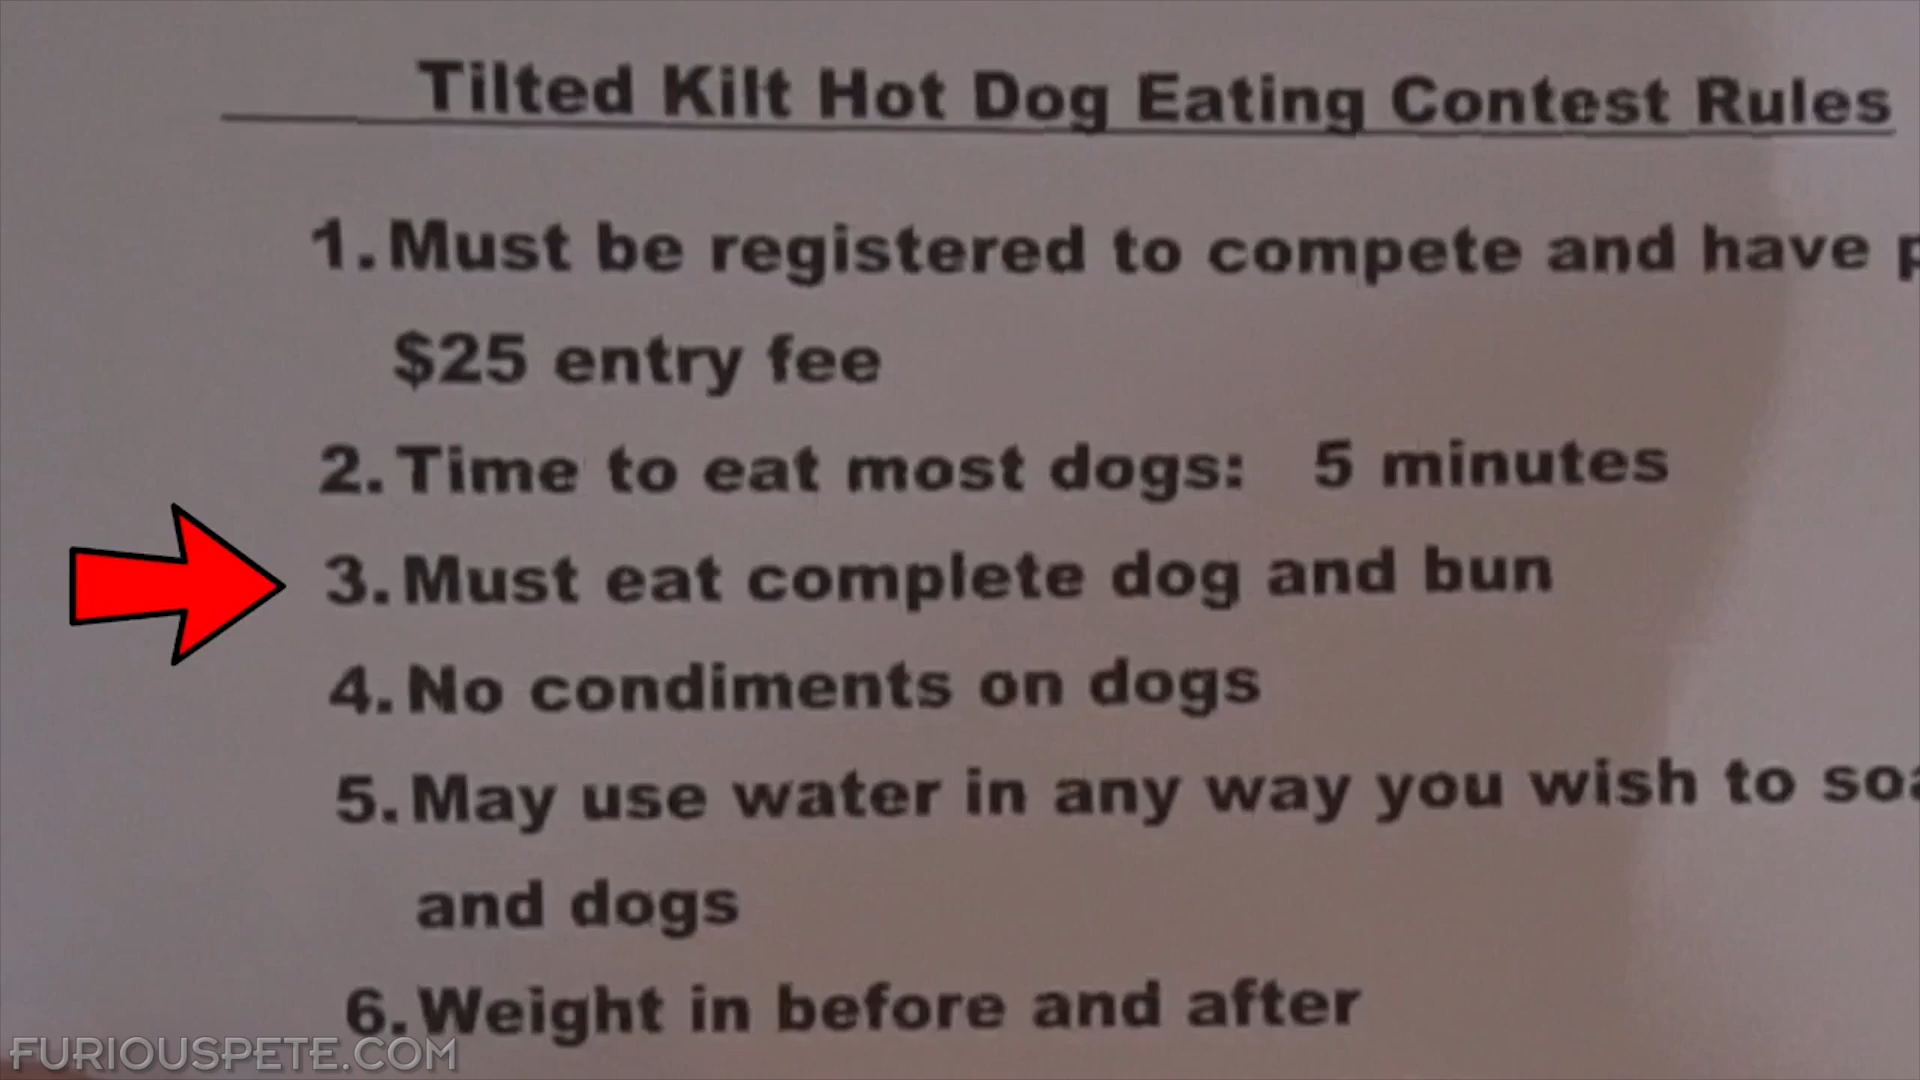 Tilted Kilt Hot Dog Eating Contest Rules
1. Must be registered to compete and have
$25 entry fee
2. Time to eat most dogs: 5 minutes
3. Must eat complete dog and bun
4. No condiments on dogs
5. May use water in any way you wish to
and dogs
6. Weight in before and after
FURIOUSPETE.COM